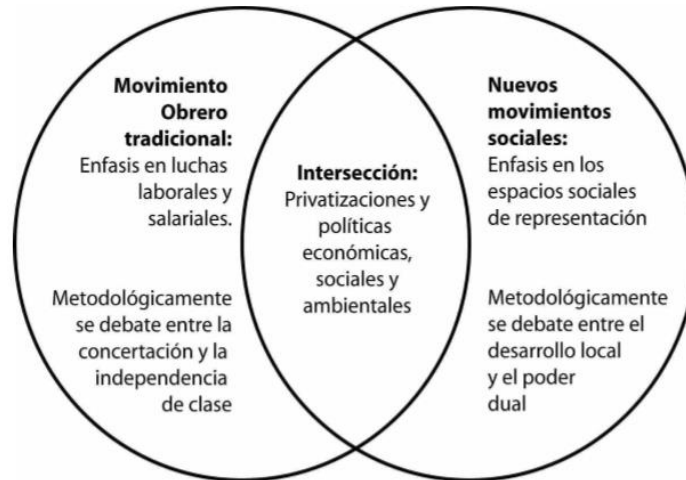 Movimiento
Obrero
tradicional:
Enfasis en luchas
laborales y
salariales.
Metodológicamente
se debate entre la
concertación y la
independencia
de clase
Intersección:
Privatizaciones y
políticas
económicas,
sociales y
ambientales
Nuevos
movimientos
sociales:
Enfasis en los
espacios sociales
de representación
Metodológicamente
se debate entre el
desarrollo local
y el poder
dual